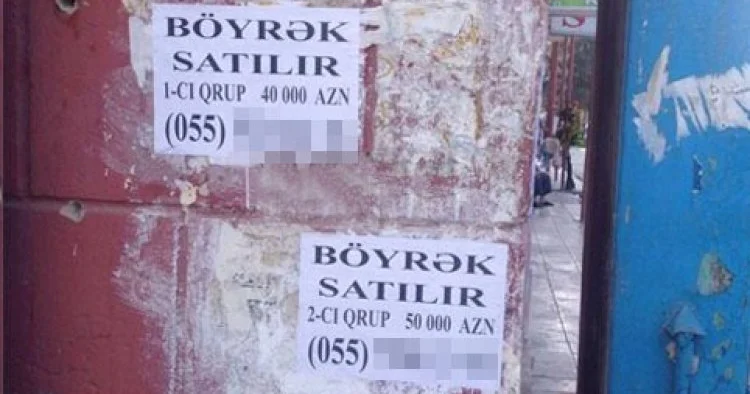 BÖYRƏK
SATILIR
1-CI QRUP 40 000 AZN
(055)
BÖYRƏK
SATILIR
2-CI QRUP 50 000 AZN
(055)